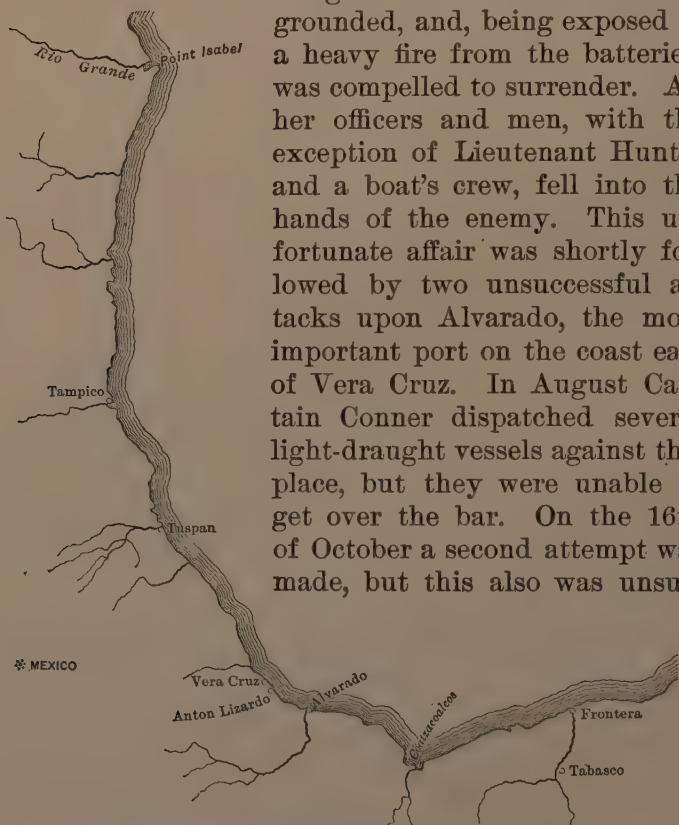 grounded, and, being exposed
a heavy fire from the batterie
was compelled to surrender. A
her officers and men, with th
exception of Lieutenant Hunt
and a boat's crew, fell into th
hands of the enemy. This u
fortunate affair was shortly fo
lowed by two unsuccessful a
tacks upon Alvarado, the mo
important port on the coast ea
of Vera Cruz. In August Ca
tain Conner dispatched sever
light-draught vessels against th
place, but they were unable
get over the bar. On the 16
of October a second attempt wa
made, but this also was unsu
Rio Grande
Point Isabel
Tampico
Tuspan
MEXICO
Vera Cruz
Anton Lizardo
Alvarado
Frontera
Tabasco